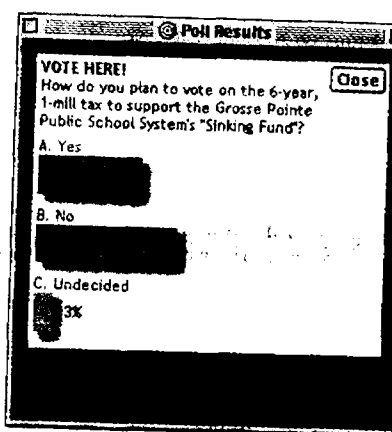 Poll Results
VOTE HERE!
Close
How do you plan to vote on the 6-year,
1-mill tax to support the Grosse Pointe
Public School System's "Sinking Fund"?
A. Yes
B. No
C. Undecided
3%